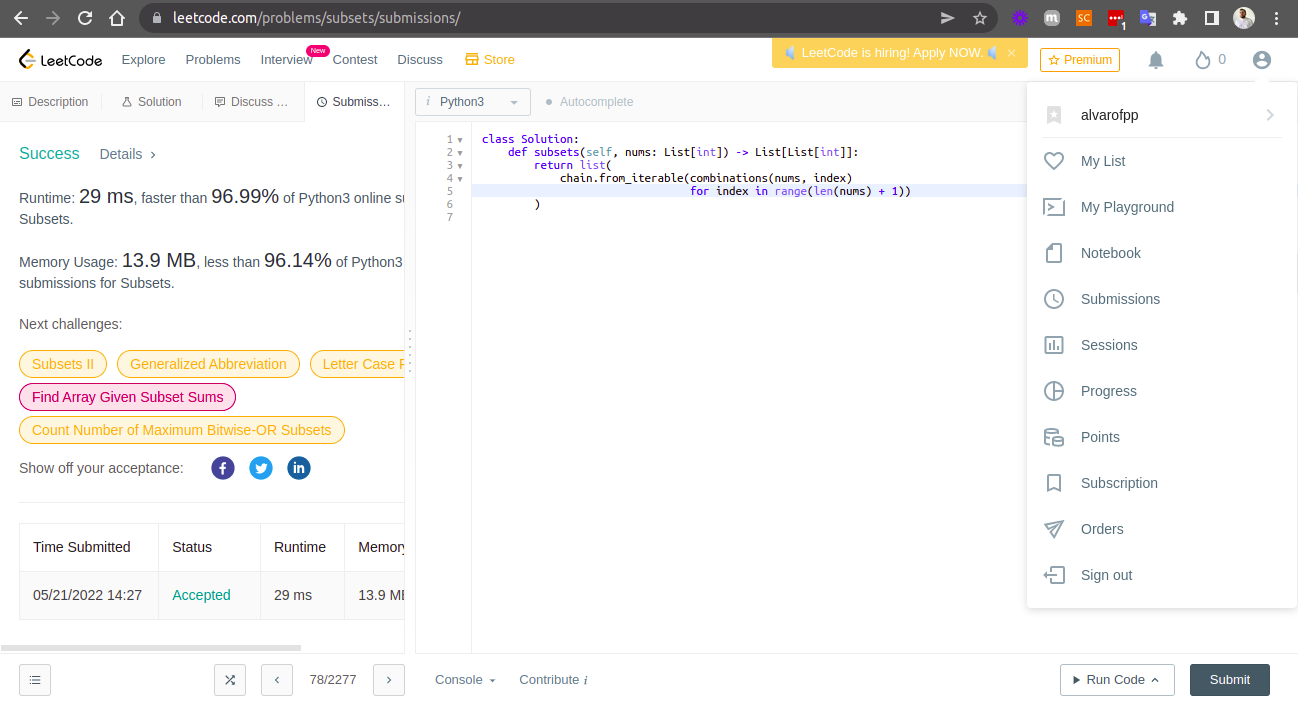 leetcode.com/problems/subsets/submissions/
m SC 1 G
LeetCode Explore Problems Interview New Contest Discuss Store LeetCode is hiring! Apply NOW. × Premium 0
Description Solution Discuss ... Submiss... i Python3 Autocomplete
Success Details >
Runtime: 29 ms, faster than 96.99% of Python3 online su
Subsets.
Memory Usage: 13.9 MB, less than 96.14% of Python3
submissions for Subsets.
Next challenges:
Subsets II Generalized Abbreviation Letter Case P
Find Array Given Subset Sums
Count Number of Maximum Bitwise-OR Subsets
Show off your acceptance: f in
Time Submitted Status Runtime Memory
05/21/2022 14:27 Accepted 29 ms 13.9 MB
1 class Solution:
2 def subsets(self, nums: List[int]) -> List[List[int]]:
3 return list(
4 chain.from_iterable(combinations(nums, index)
5 for index in range(len(nums) + 1))
6 )
7
alvarofpp
My List
My Playground
Notebook
Submissions
Sessions
Progress
Points
Subscription
Orders
Sign out
78/2277 Console Contribute i Run Code Submit